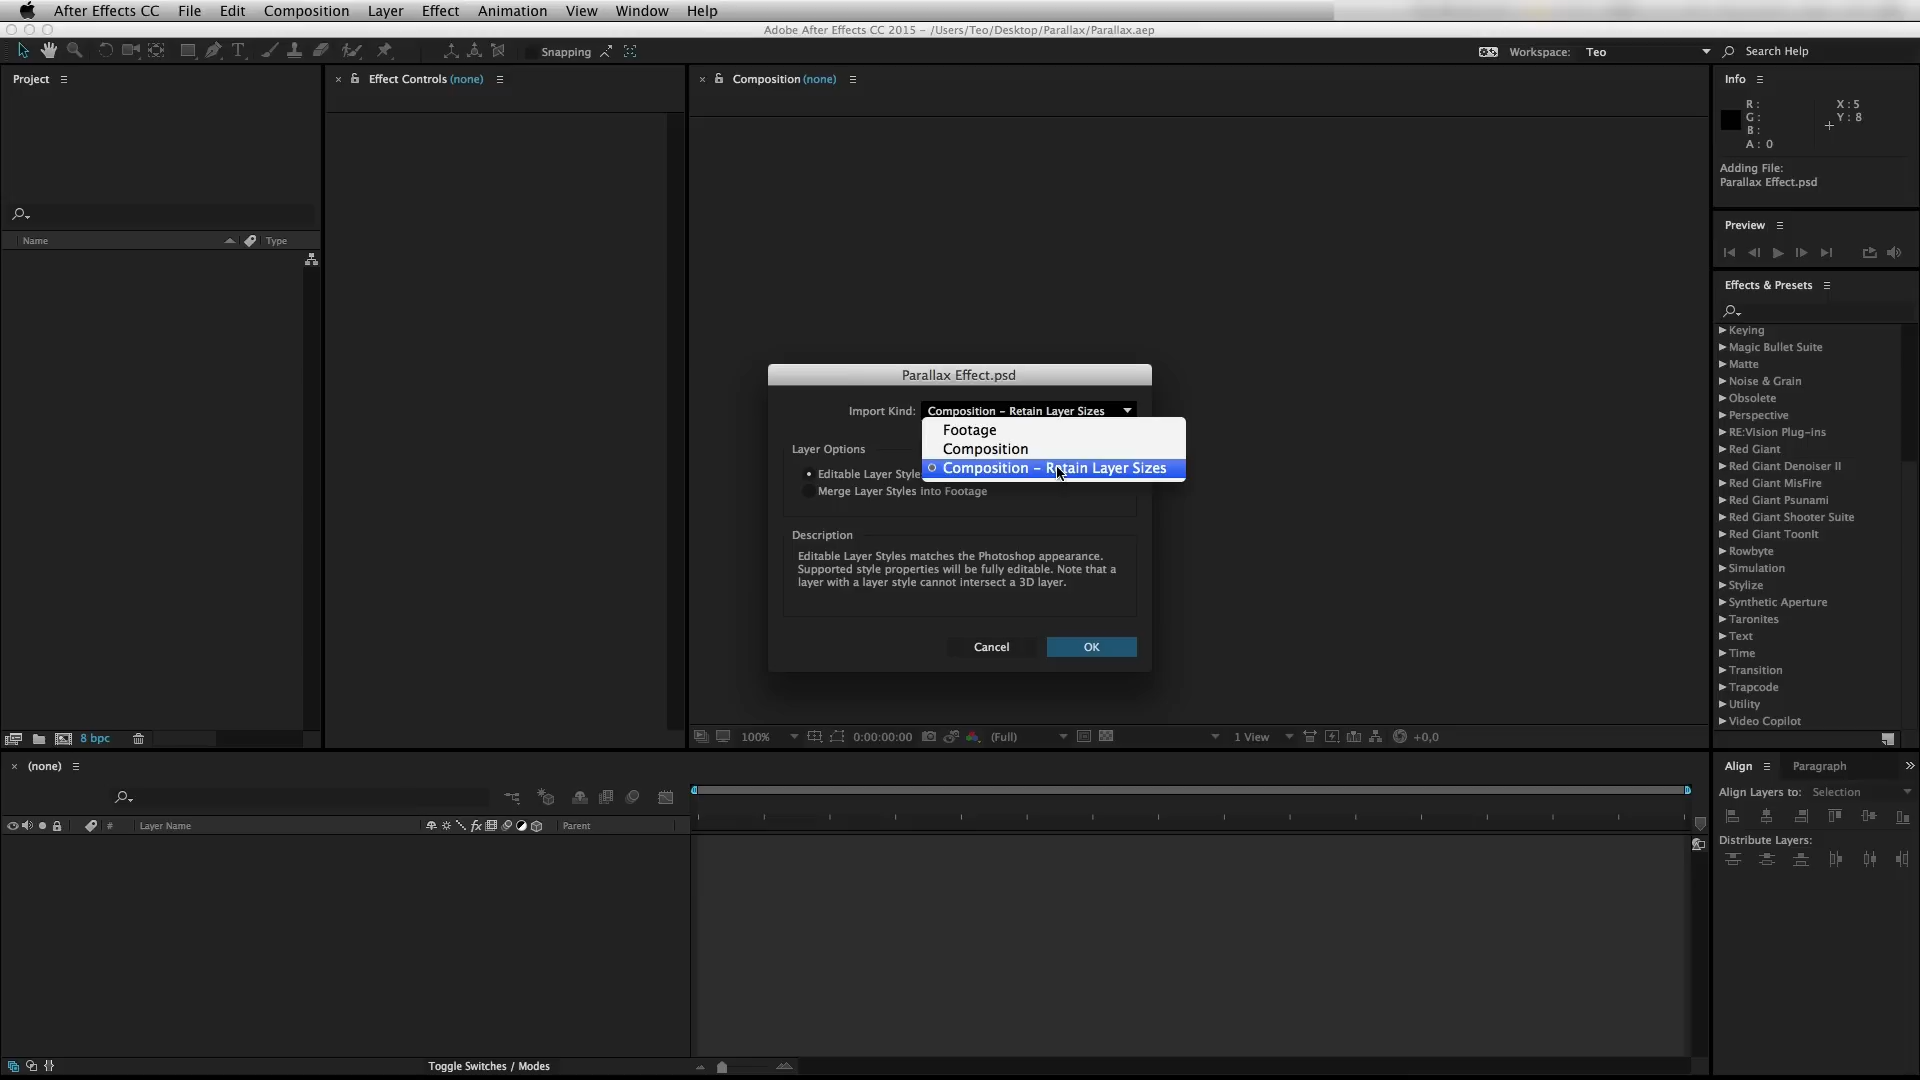 After Effects CC File Edit Composition Layer Effect Animation View Window Help
Adobe After Effects CC 2015 - /Users/Teo/Desktop/Parallax/Parallax.aep
Snapping
Workspace: Teo
Search Help
Project
Effect Controls (none)
Composition (none)
Info
R :
G :
B :
A : 0
X : 5
Y : 8
Adding File:
Parallax Effect.psd
Preview
Name
Type
Effects & Presets
Keying
Magic Bullet Suite
Matte
Noise & Grain
Obsolete
Perspective
RE:Vision Plug-ins
Red Giant
Red Giant Denoiser II
Red Giant MisFire
Red Giant Psunami
Red Giant Shooter Suite
Red Giant ToonIt
Rowbyte
Simulation
Stylize
Synthetic Aperture
Taronites
Text
Time
Transition
Trapcode
Utility
Video Copilot
Parallax Effect.psd
Import Kind: Composition - Retain Layer Sizes
Footage
Composition
Composition - Retain Layer Sizes
Layer Options
Editable Layer Style
Merge Layer Styles into Footage
Description
Editable Layer Styles matches the Photoshop appearance.
Supported style properties will be fully editable. Note that a
layer with a layer style cannot intersect a 3D layer.
Cancel
OK
8 bpc
100%
0:00:00:00
(Full)
1 View
+0,0
(none)
# Layer Name
fx
Parent
Align
Paragraph
Align Layers to: Selection
Distribute Layers:
Toggle Switches / Modes